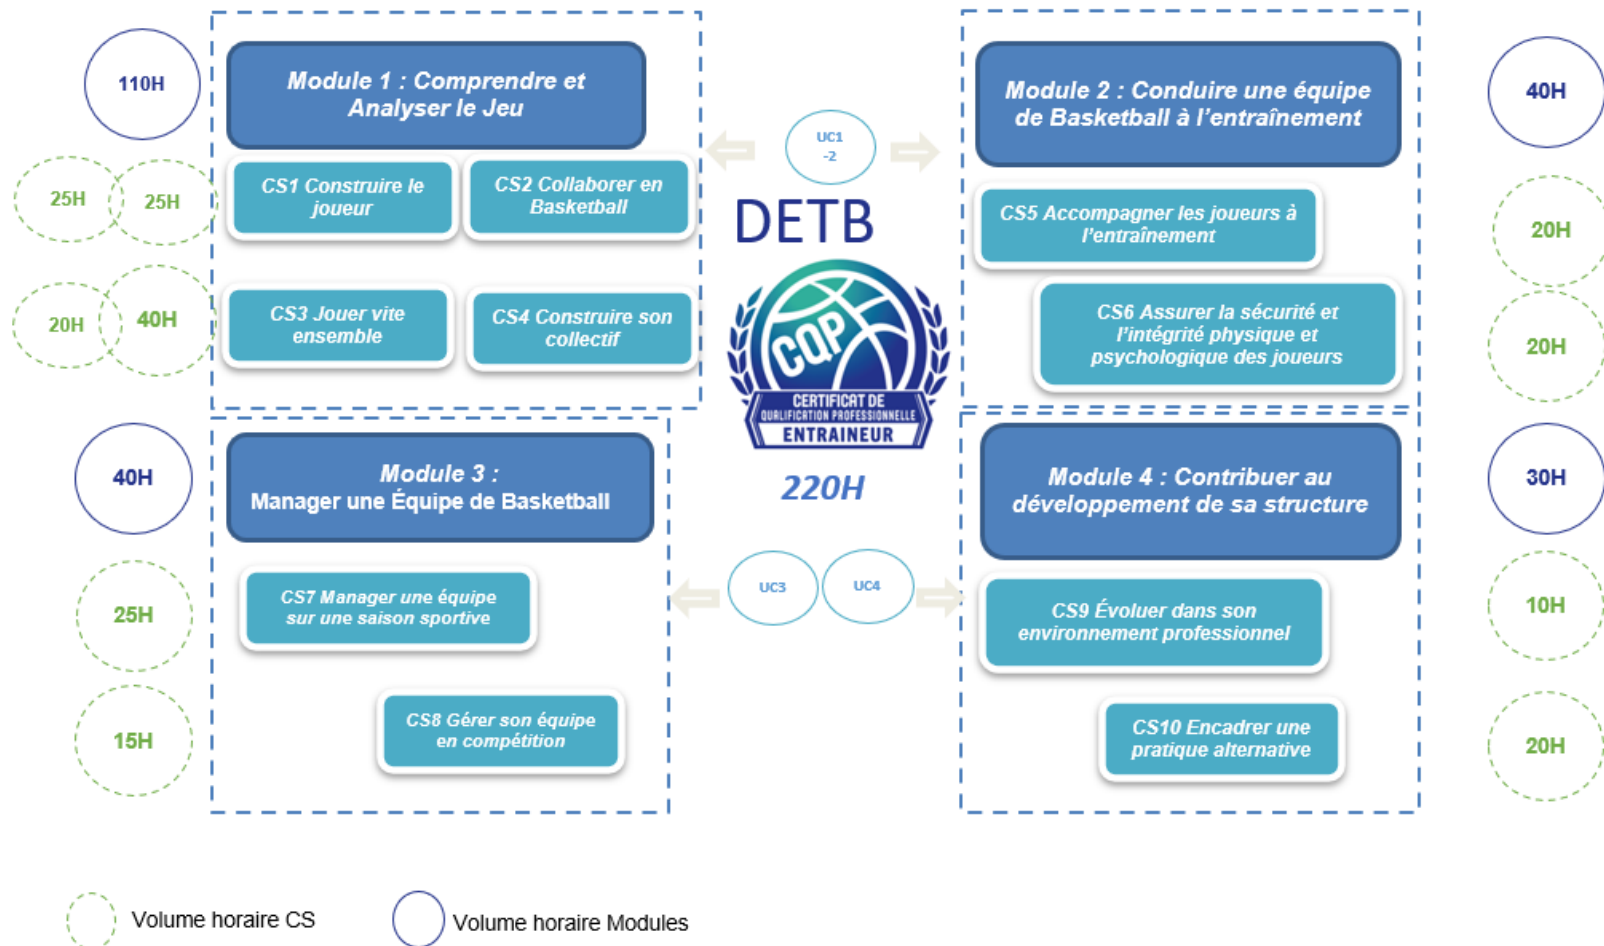 110H
Module 1 : Comprendre et
Analyser le Jeu
25H
25H
CS1 Construire le
joueur
CS2 Collaborer en
Basketball
20H
40H
CS3 Jouer vite
ensemble
CS4 Construire son
collectif
UC1
-2
DETB
CQP
CERTIFICAT DE
QUALIFICATION PROFESSIONNELLE
ENTRAINEUR
220H
Module 2 : Conduire une équipe
de Basketball à l'entraînement
40H
CS5 Accompagner les joueurs à
l'entraînement
20H
CS6 Assurer la sécurité et
l'intégrité physique et
psychologique des joueurs
20H
40H
Module 3 :
Manager une Équipe de Basketball
25H
CS7 Manager une équipe
sur une saison sportive
15H
CS8 Gérer son équipe
en compétition
UC3
UC4
Module 4 : Contribuer au
développement de sa structure
30H
CS9 Évoluer dans son
environnement professionnel
10H
CS10 Encadrer une
pratique alternative
20H
Volume horaire CS
Volume horaire Modules